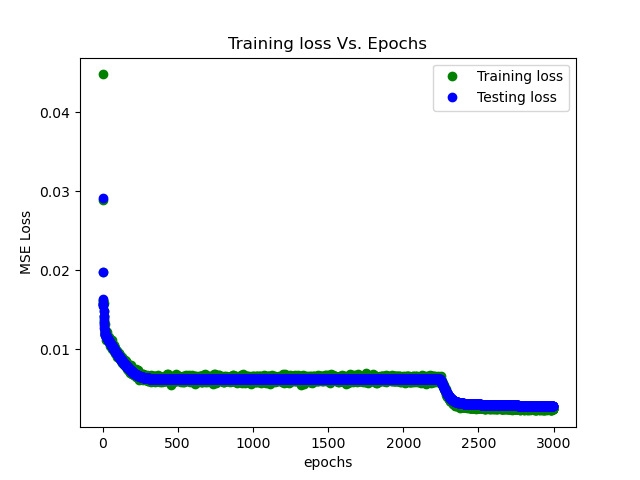 Training loss Vs. Epochs
Training loss
Testing loss
MSE Loss
0.04
0.03
0.02
0.01
0
500
1000
1500
2000
2500
3000
epochs